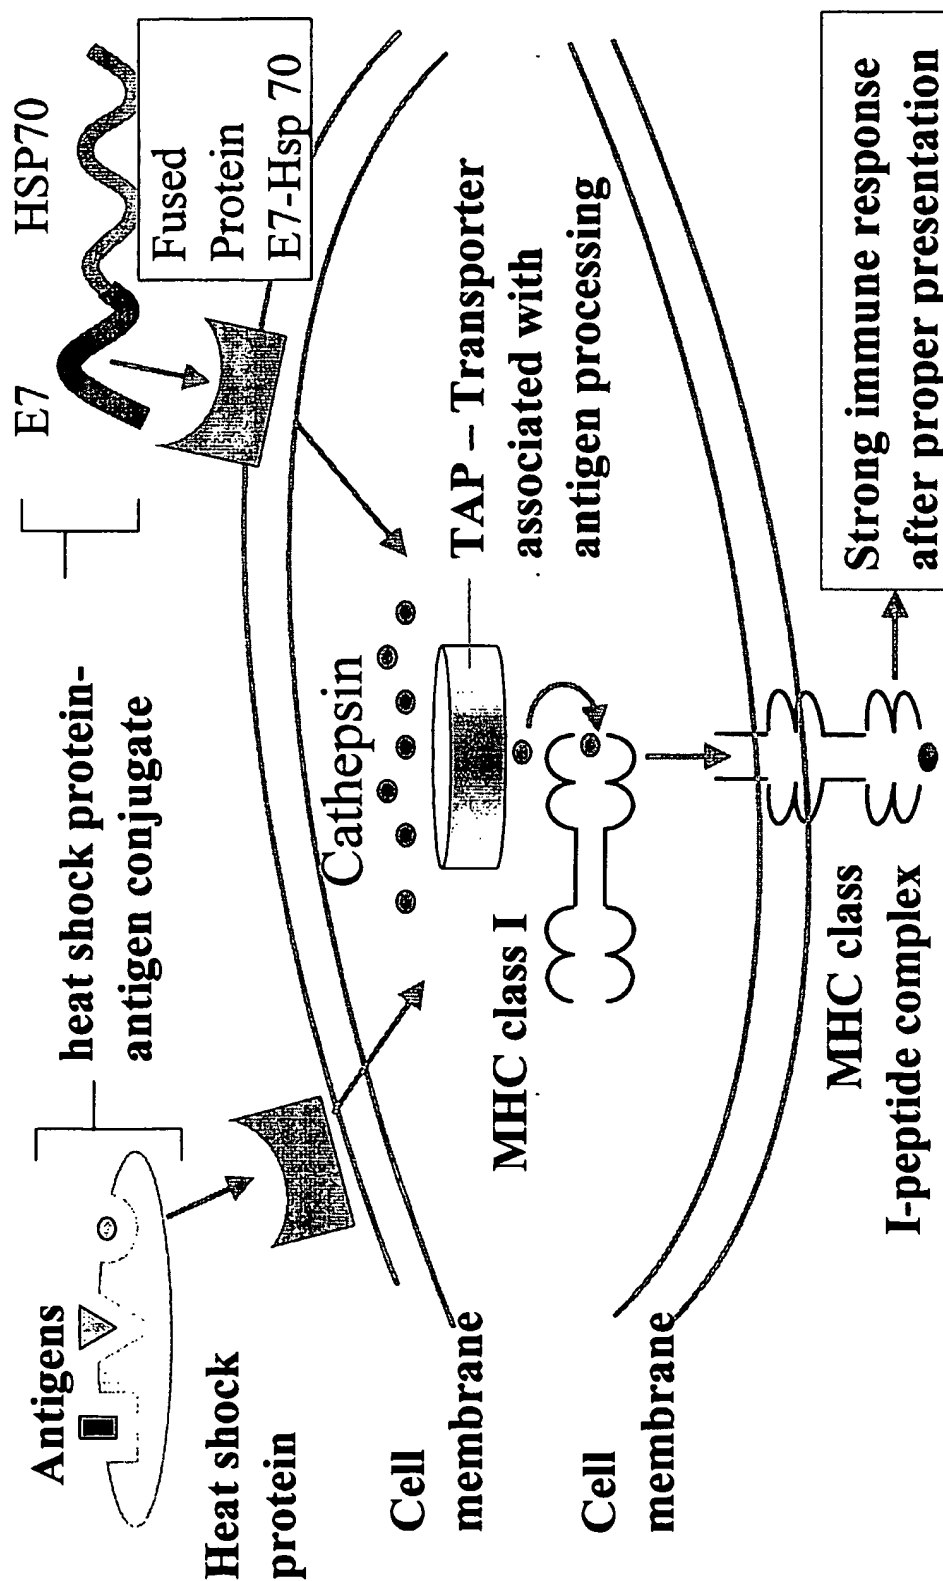 Antigens
Heat shock
protein
heat shock protein-
antigen conjugate
E7
HSP70
Fused
Protein
E7-Hsp 70
Cell
membrane
Cathepsin
TAP – Transporter
associated with
antigen processing
MHC class I
Cell
membrane
MHC class
I-peptide complex
Strong immune response
after proper presentation